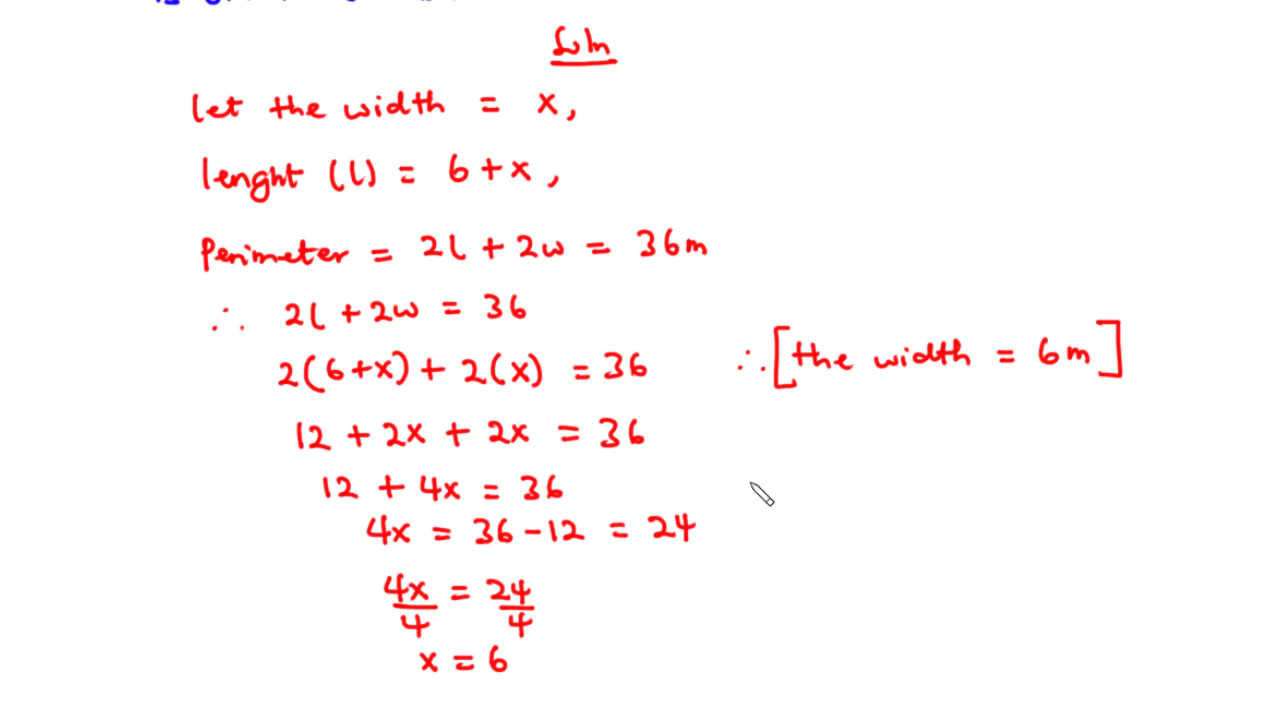 Soln
let the width = x,
lenght (l) = 6 + x,
Perimeter = 2l + 2w = 36m
∴ 2l + 2w = 36
2(6+x) + 2(x) = 36
12 + 2x + 2x = 36
12 + 4x = 36
4x = 36 - 12 = 24
4x/4 = 24/4
x = 6
∴ [the width = 6m]